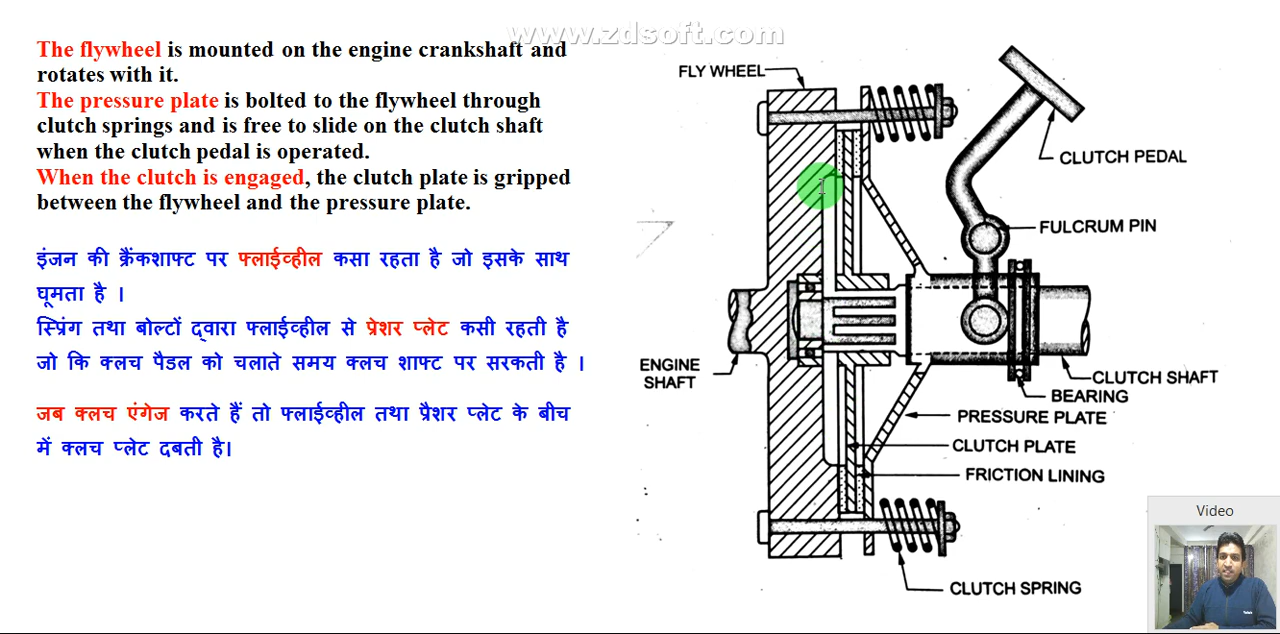 www.zdsoft.com
The flywheel is mounted on the engine crankshaft and
rotates with it.
The pressure plate is bolted to the flywheel through
clutch springs and is free to slide on the clutch shaft
when the clutch pedal is operated.
When the clutch is engaged, the clutch plate is gripped
between the flywheel and the pressure plate.
इंजन की क्रैंकशाफ्ट पर फ्लाईव्हील कसा रहता है जो इसके साथ
घूमता है ।
स्प्रिंग तथा बोल्टों द्वारा फ्लाईव्हील से प्रेशर प्लेट कसी रहती है
जो कि क्लच पैडल को चलाते समय क्लच शाफ्ट पर सरकती है ।
जब क्लच एंगेज करते हैं तो फ्लाईव्हील तथा प्रैशर प्लेट के बीच
में क्लच प्लेट दबती है।
FLY WHEEL
CLUTCH PEDAL
FULCRUM PIN
ENGINE
SHAFT
CLUTCH SHAFT
BEARING
PRESSURE PLATE
CLUTCH PLATE
FRICTION LINING
CLUTCH SPRING
Video